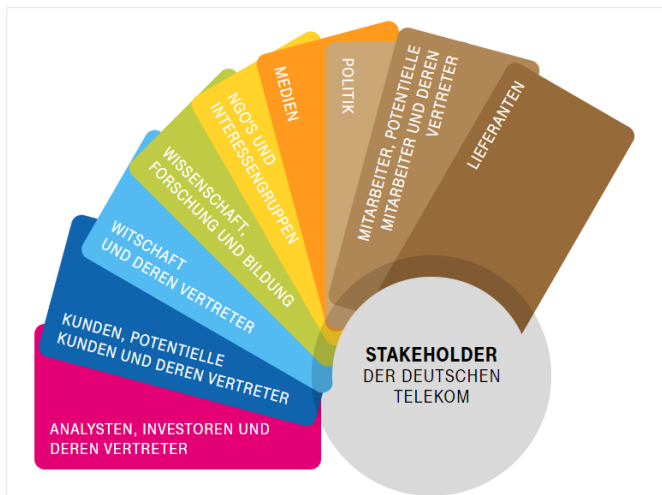 ANALYSTEN, INVESTOREN UND
DEREN VERTRETER
KUNDEN, POTENTIELLE
KUNDEN UND DEREN VERTRETER
WITSCHAFT
UND DEREN VERTRETER
WISSENSCHAFT,
FORSCHUNG UND BILDUNG
NGO'S UND
INTERESSENGRUPPEN
MEDIEN
POLITIK
MITARBEITER, POTENTIELLE
MITARBEITER UND DEREN
VERTRETER
LIEFERANTEN
STAKEHOLDER
DER DEUTSCHEN
TELEKOM